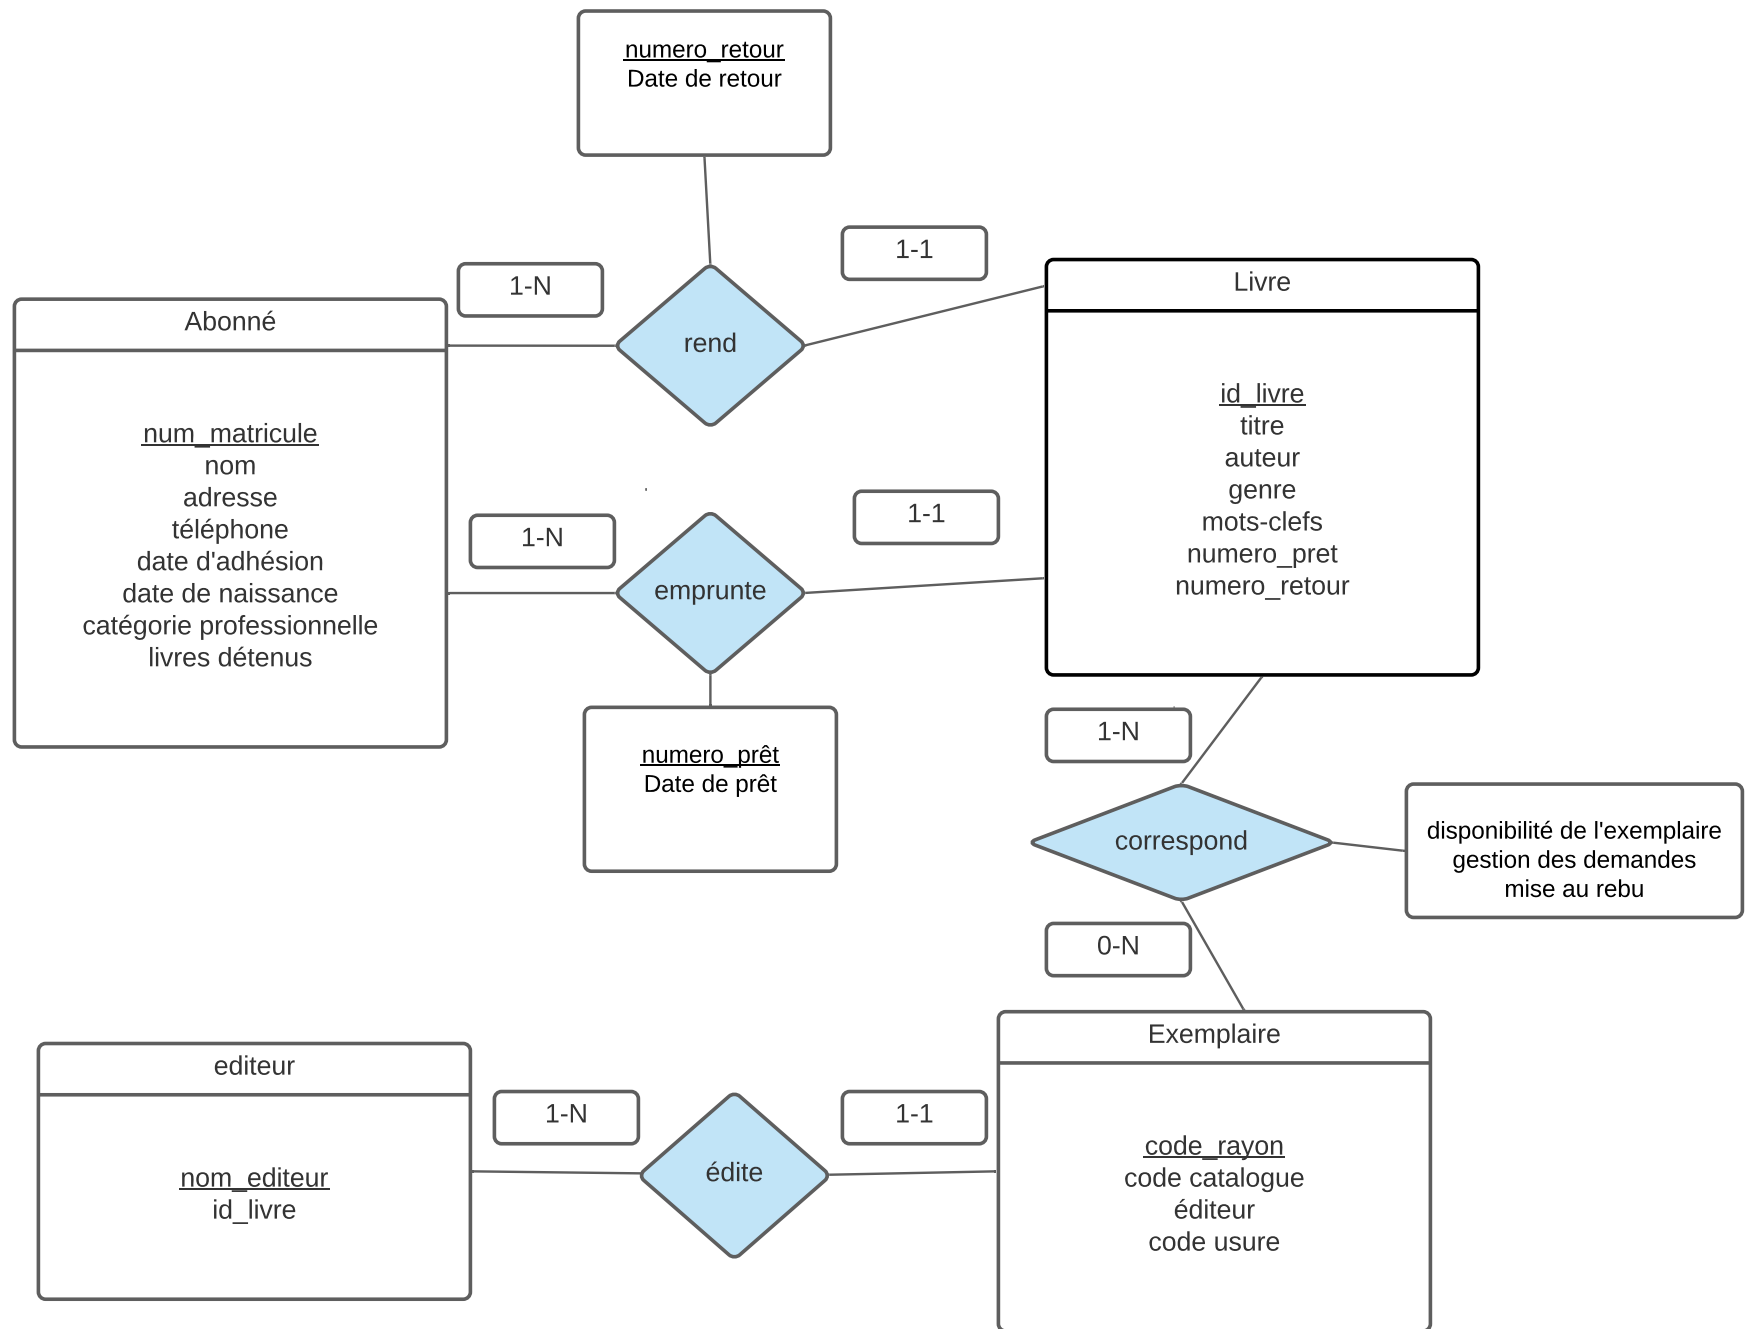 numero_retour
Date de retour
1-N
1-1
rend
Abonné
num_matricule
nom
adresse
téléphone
date d'adhésion
date de naissance
catégorie professionnelle
livres détenus
Livre
id_livre
titre
auteur
genre
mots-clefs
numero_pret
numero_retour
1-N
1-1
emprunte
numero_prêt
Date de prêt
1-N
correspond
disponibilité de l'exemplaire
gestion des demandes
mise au rebu
0-N
editeur
nom_editeur
id_livre
1-N
édite
1-1
Exemplaire
code_rayon
code catalogue
éditeur
code usure